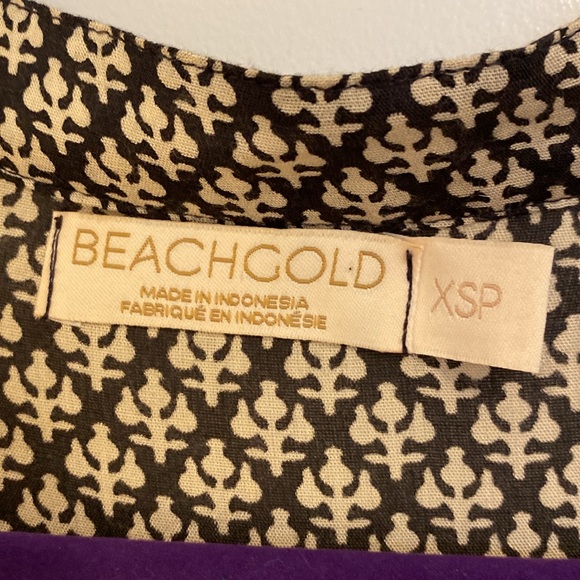 BEACHGOLD
MADE IN INDONESIA
FABRIQUÉ EN INDONÉSIE
XSP